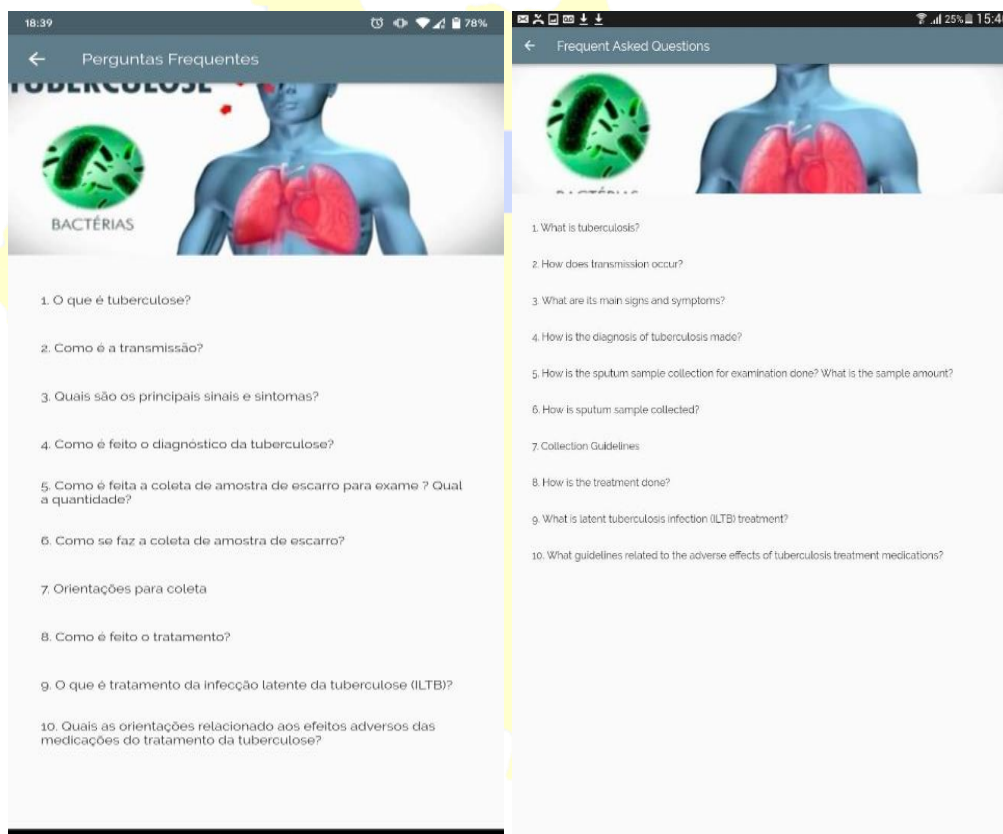 18:39
78%
Perguntas Frequentes
TUBERCULOSE
BACTÉRIAS
1. O que é tuberculose?
2. Como é a transmissão?
3. Quais são os principais sinais e sintomas?
4. Como é feito o diagnóstico da tuberculose?
5. Como é feita a coleta de amostra de escarro para exame ? Qual
a quantidade?
6. Como se faz a coleta de amostra de escarro?
7. Orientações para coleta
8. Como é feito o tratamento?
9. O que é tratamento da infecção latente da tuberculose (ILTB)?
10. Quais as orientações relacionado aos efeitos adversos das
medicações do tratamento da tuberculose?
25%
Frequent Asked Questions
1. What is tuberculosis?
2. How does transmission occur?
3. What are its main signs and symptoms?
4. How is the diagnosis of tuberculosis made?
5. How is the sputum sample collection for examination done? What is the sample amount?
6. How is sputum sample collected?
7. Collection Guidelines
8. How is the treatment done?
9. What is latent tuberculosis infection (ILTB) treatment?
10. What guidelines related to the adverse effects of tuberculosis treatment medications?